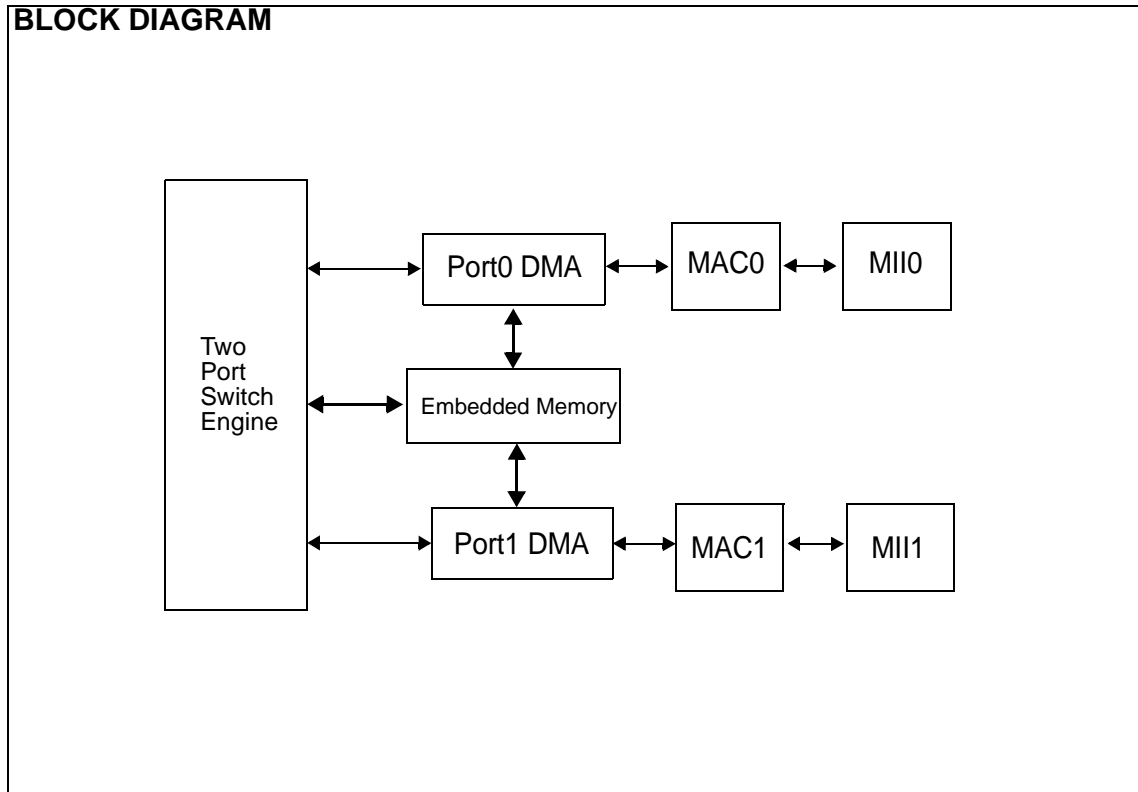 BLOCK DIAGRAM
Two
Port
Switch
Engine
Port0 DMA
MAC0
MII0
Embedded Memory
Port1 DMA
MAC1
MII1